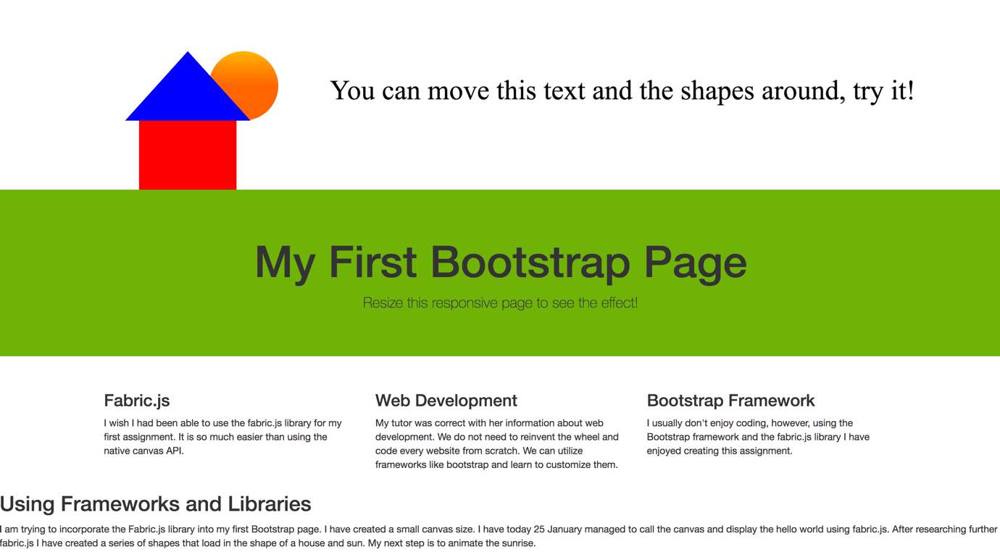 You can move this text and the shapes around, try it!
My First Bootstrap Page
Resize this responsive page to see the effect!
Fabric.js
I wish I had been able to use the fabric.js library for my
first assignment. It is so much easier than using the
native canvas API.
Web Development
My tutor was correct with her information about web
development. We do not need to reinvent the wheel and
code every website from scratch. We can utilize
frameworks like bootstrap and learn to customize them.
Bootstrap Framework
I usually don't enjoy coding, however, using the
Bootstrap framework and the fabric.js library I have
enjoyed creating this assignment.
Using Frameworks and Libraries
I am trying to incorporate the Fabric.js library into my first Bootstrap page. I have created a small canvas size. I have today 25 January managed to call the canvas and display the hello world using fabric.js. After researching further
fabric.js I have created a series of shapes that load in the shape of a house and sun. My next step is to animate the sunrise.